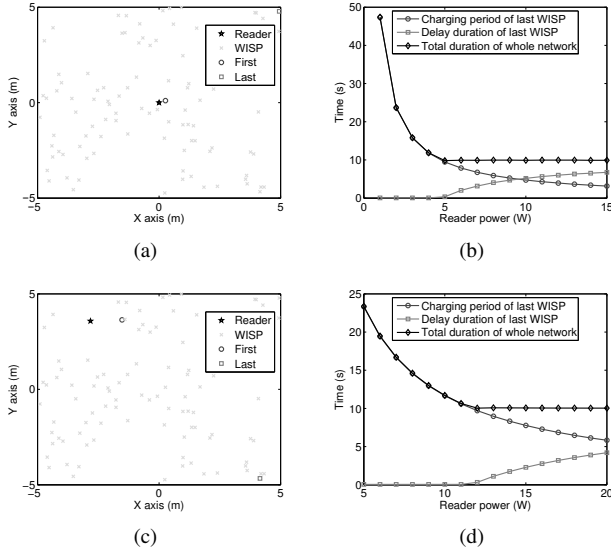 5
0
−5
−5
0
5
Y axis (m)
X axis (m)
Reader
WISP
First
Last
(a)
50
40
30
20
10
0
0
5
10
15
Time (s)
Reader power (W)
Charging period of last WISP
Delay duration of last WISP
Total duration of whole network
(b)
5
0
−5
−5
0
5
Y axis (m)
X axis (m)
Reader
WISP
First
Last
(c)
25
20
15
10
5
0
5
10
15
20
Time (s)
Reader power (W)
Charging period of last WISP
Delay duration of last WISP
Total duration of whole network
(d)